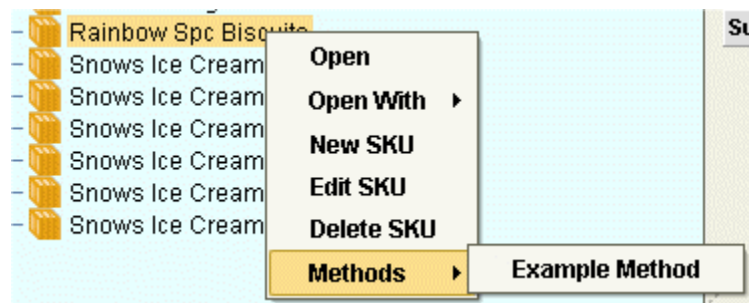 Rainbow Spc Biscuits
Snows Ice Cream
Snows Ice Cream
Snows Ice Cream
Snows Ice Cream
Snows Ice Cream
Snows Ice Cream
Open
Open With
New SKU
Edit SKU
Delete SKU
Methods
Example Method